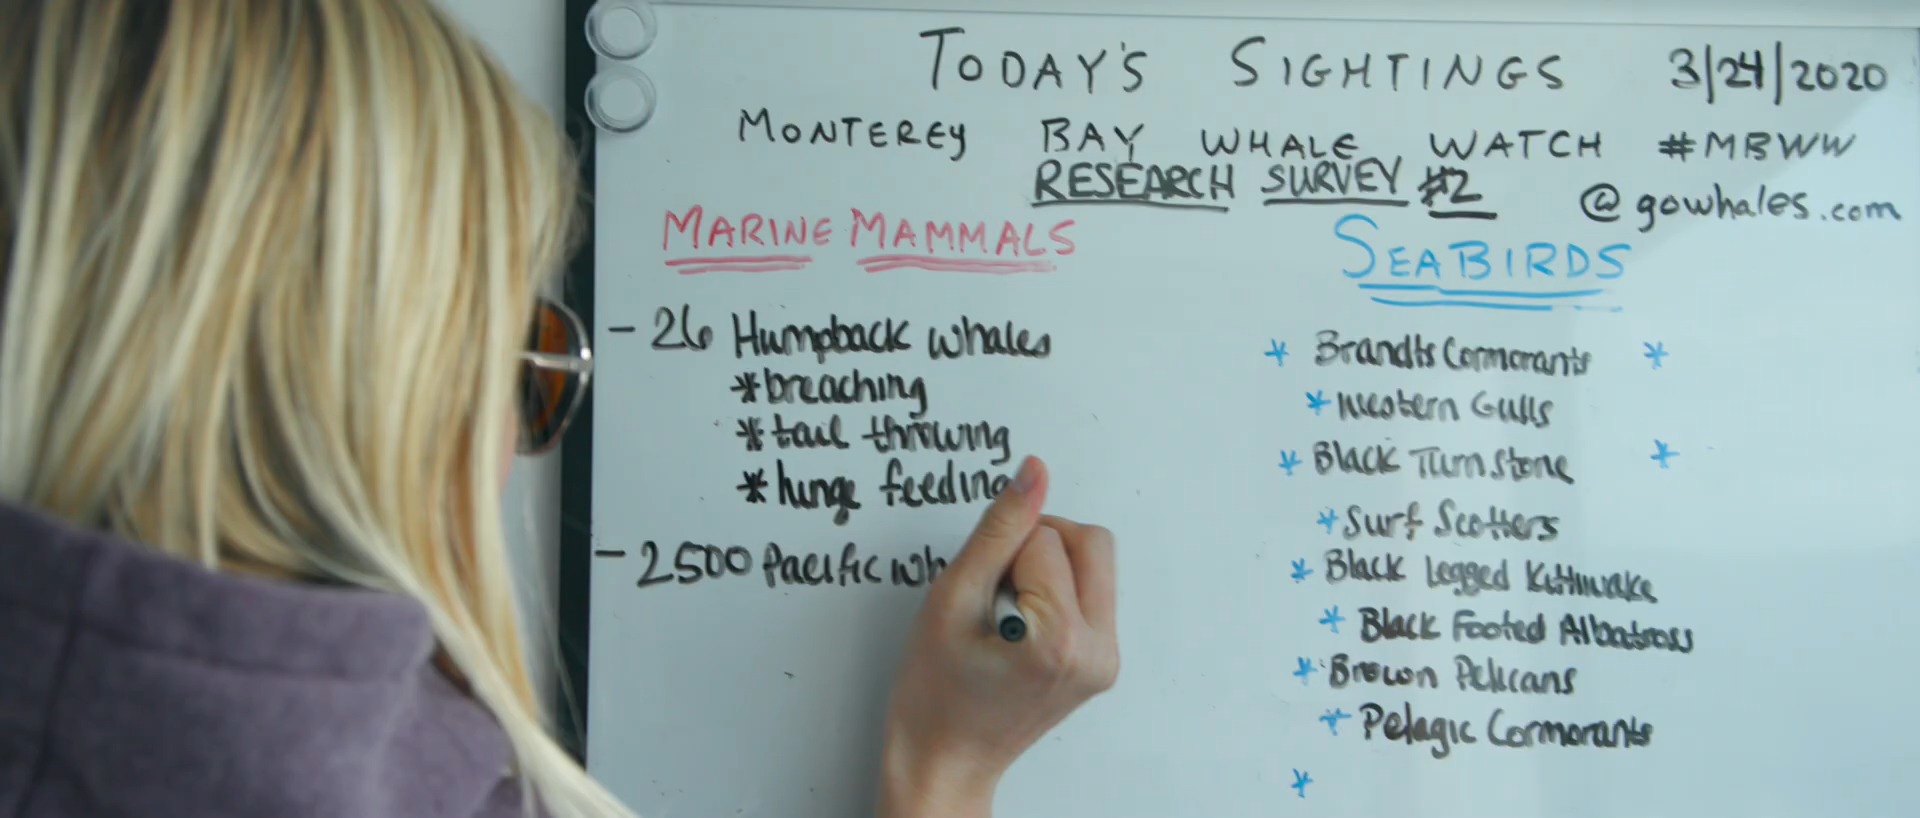 TODAY'S SIGHTINGS 3/24/2020
MONTEREY BAY WHALE WATCH #MBWW
RESEARCH SURVEY #2 @gowhales.com
MARINE MAMMALS
- 26 Humpback whales
* breaching
* tail throwing
* lunge feeding
- 2500 Pacific wh
SEABIRDS
* Brandts Cormorants *
* Western Gulls
* Black Turnstone *
* Surf Scotters
* Black Legged Kittiwake
* Black Footed Albatross
* Brown Pelicans
* Pelagic Cormorants
*